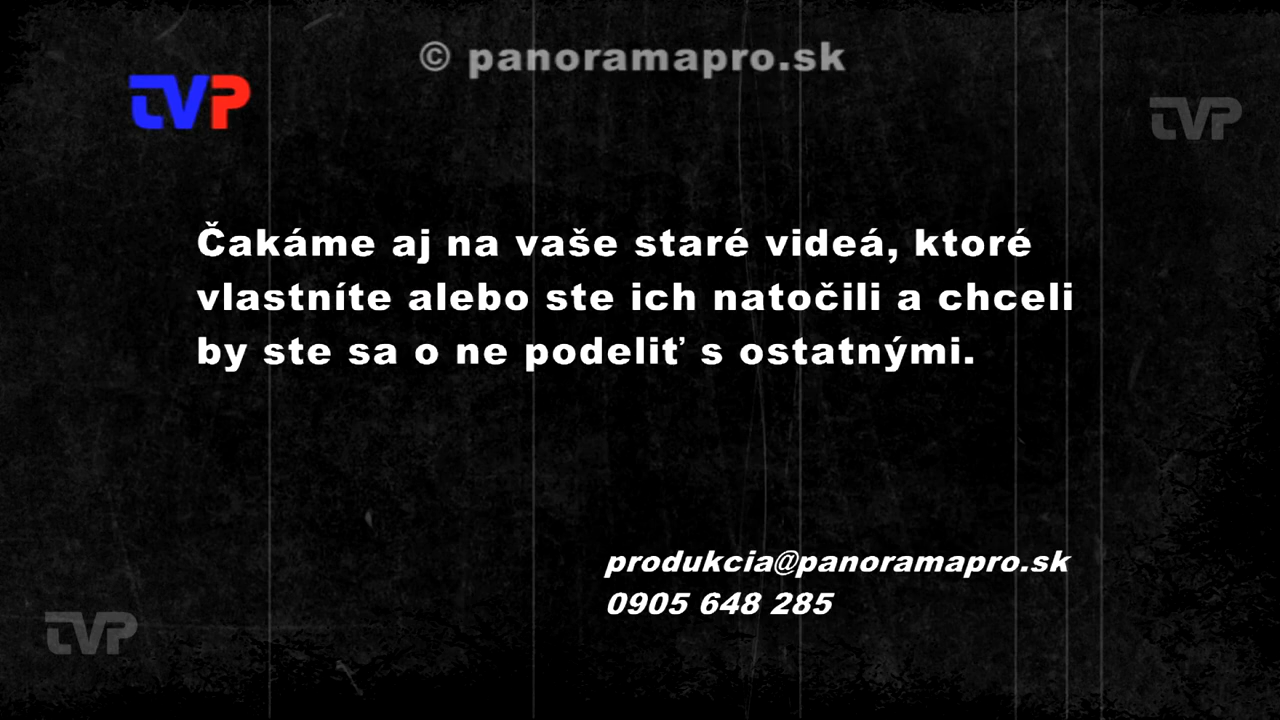 © panoramapro.sk
TVP
TVP
Čakáme aj na vaše staré videá, ktoré
vlastníte alebo ste ich natočili a chceli
by ste sa o ne podeliť s ostatnými.
produkcia@panoramapro.sk
0905 648 285
TVP